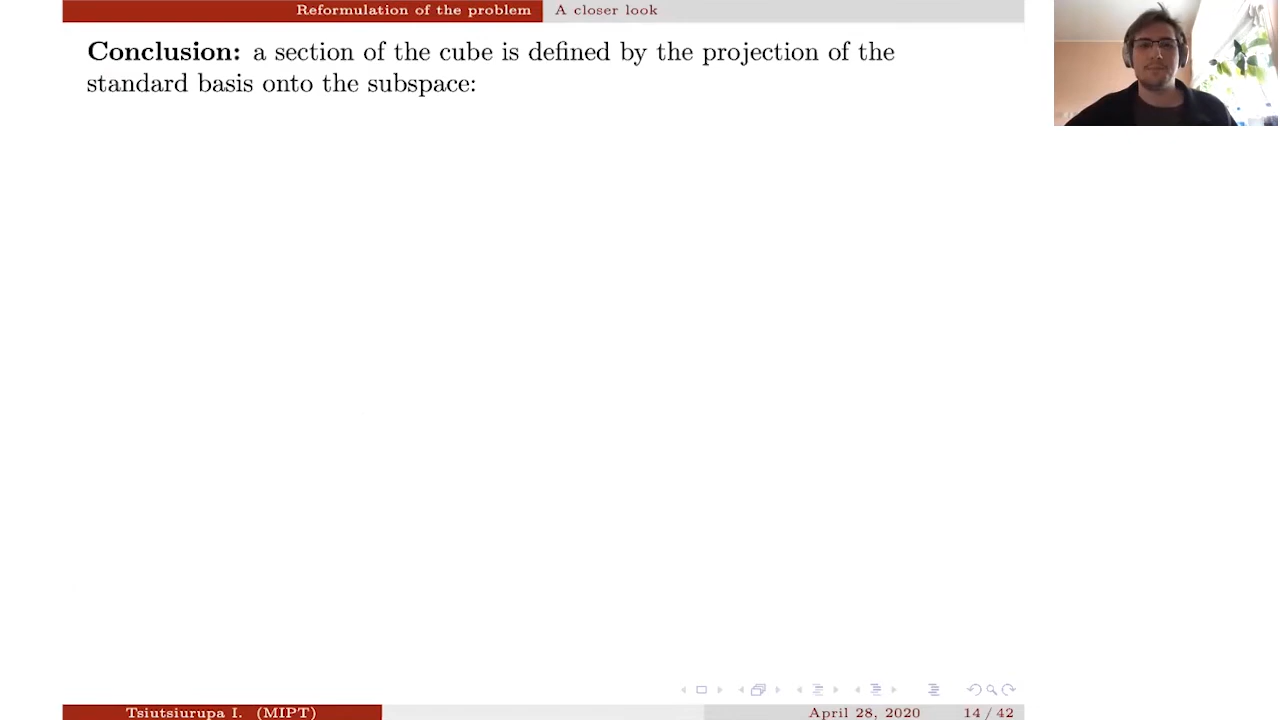 Reformulation of the problem A closer look
Conclusion: a section of the cube is defined by the projection of the
standard basis onto the subspace:
Tsiutsiurupa I. (MIPT) April 28, 2020 14 / 42